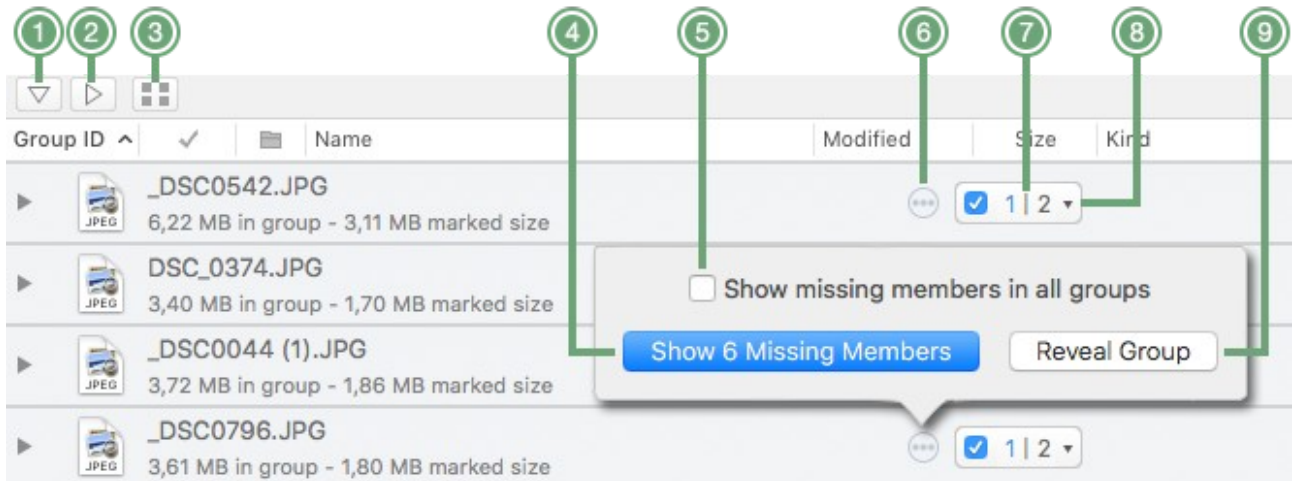 1 2 3 4 5 6 7 8 9
Group ID Name Modified Size Kind
_DSC0542.JPG
JPEG 6,22 MB in group - 3,11 MB marked size
1 | 2
DSC_0374.JPG
JPEG 3,40 MB in group - 1,70 MB marked size
Show missing members in all groups
_DSC0044 (1).JPG
JPEG 3,72 MB in group - 1,86 MB marked size
Show 6 Missing Members Reveal Group
_DSC0796.JPG
JPEG 3,61 MB in group - 1,80 MB marked size
1 | 2